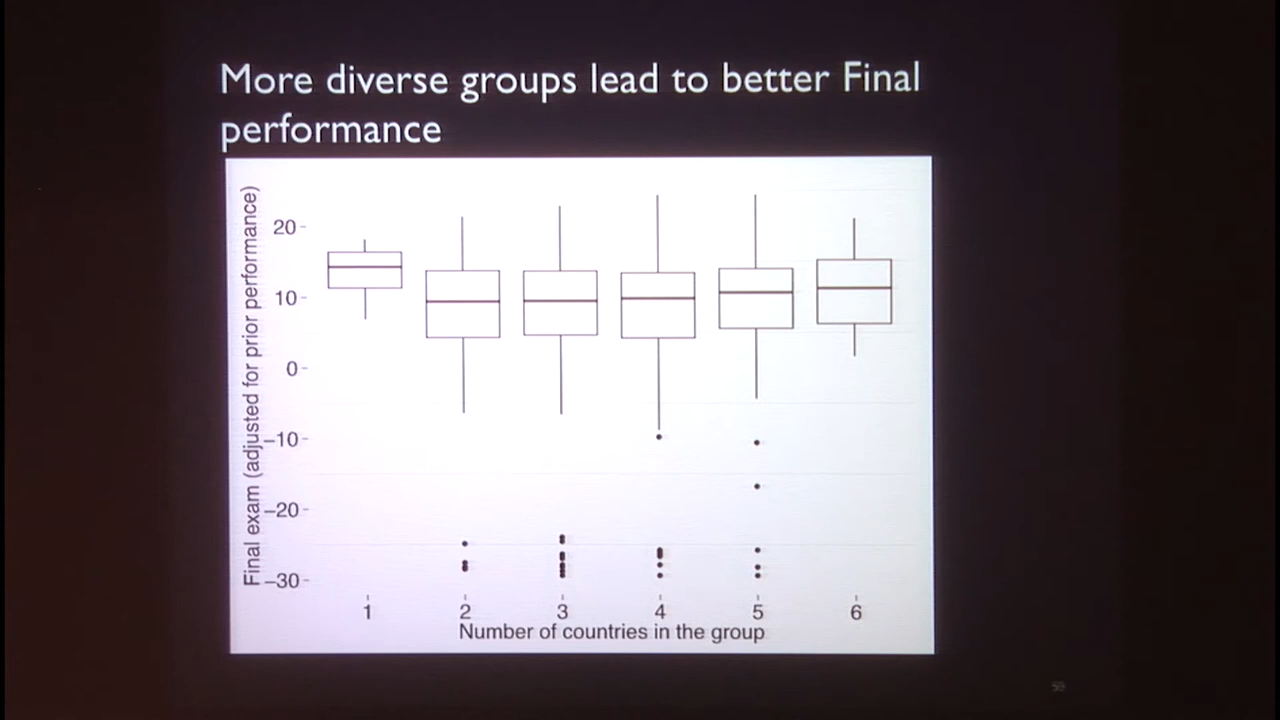 More diverse groups lead to better Final
performance
Final exam (adjusted for prior performance)
20
10
0
−10
−20
−30
1 2 3 4 5 6
Number of countries in the group